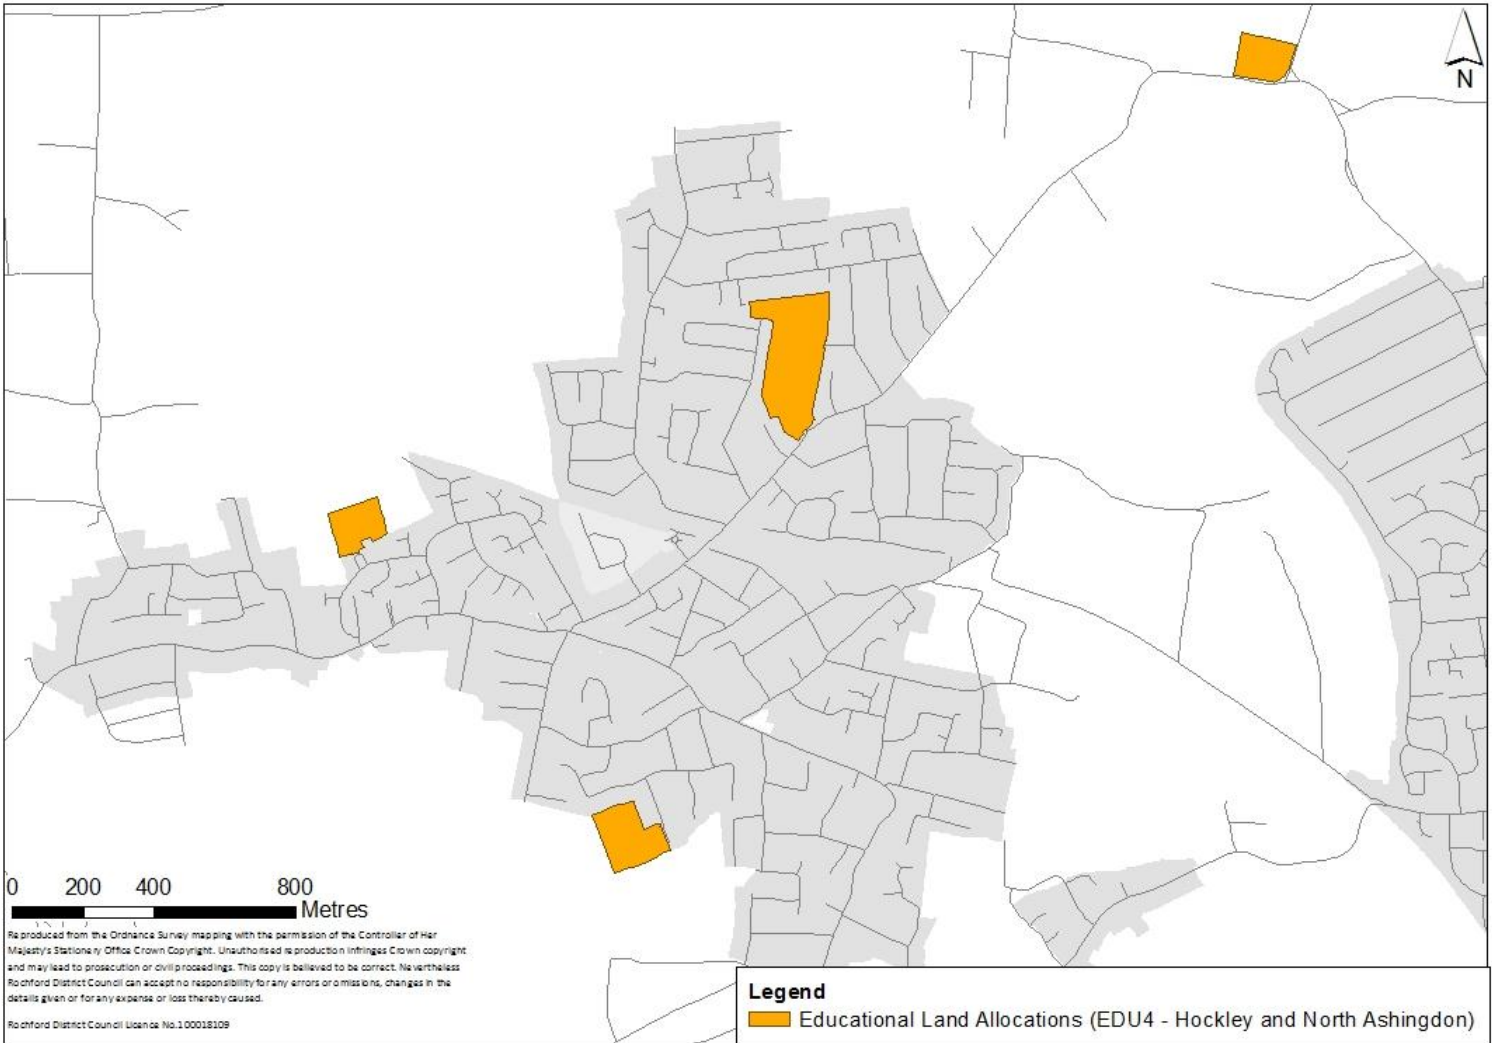 N
0 200 400 800
Metres
Reproduced from the Ordnance Survey mapping with the permission of the Controller of Her
Majesty's Stationery Office Crown Copyright. Unauthorised reproduction infringes Crown copyright
and may lead to prosecution or civil proceedings. This copy is believed to be correct. Nevertheless
Rochford District Council can accept no responsibility for any errors or omissions, changes in the
details given or for any expense or loss thereby caused.
Rochford District Council Licence No.100018109
Legend
Educational Land Allocations (EDU4 - Hockley and North Ashingdon)